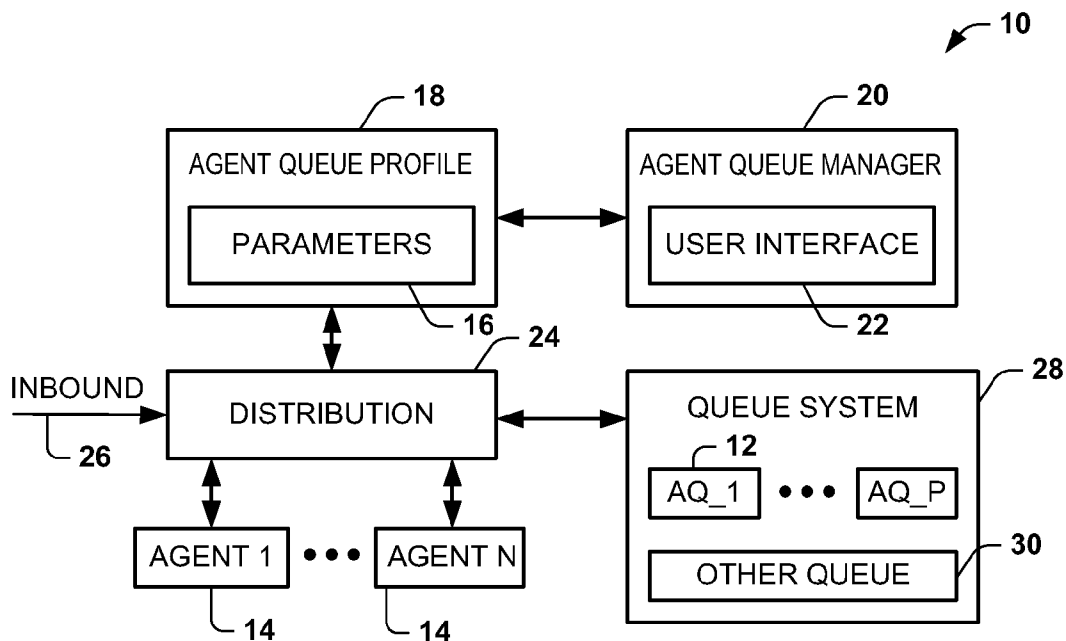 10
18
20
AGENT QUEUE PROFILE
AGENT QUEUE MANAGER
PARAMETERS
USER INTERFACE
16
22
24
INBOUND
26
DISTRIBUTION
28
QUEUE SYSTEM
12
AQ_1
AQ_P
AGENT 1
AGENT N
30
OTHER QUEUE
14
14